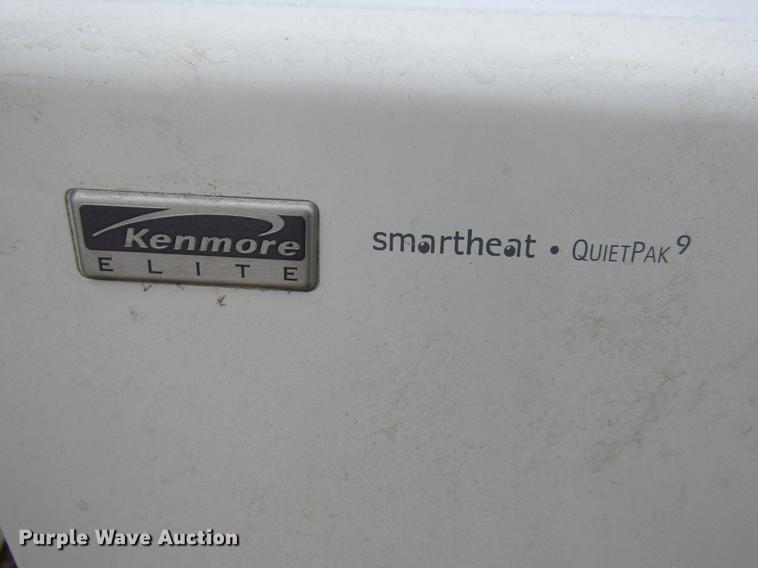 Kenmore
ELITE
smartheat • QUIETPAK 9
Purple Wave Auction